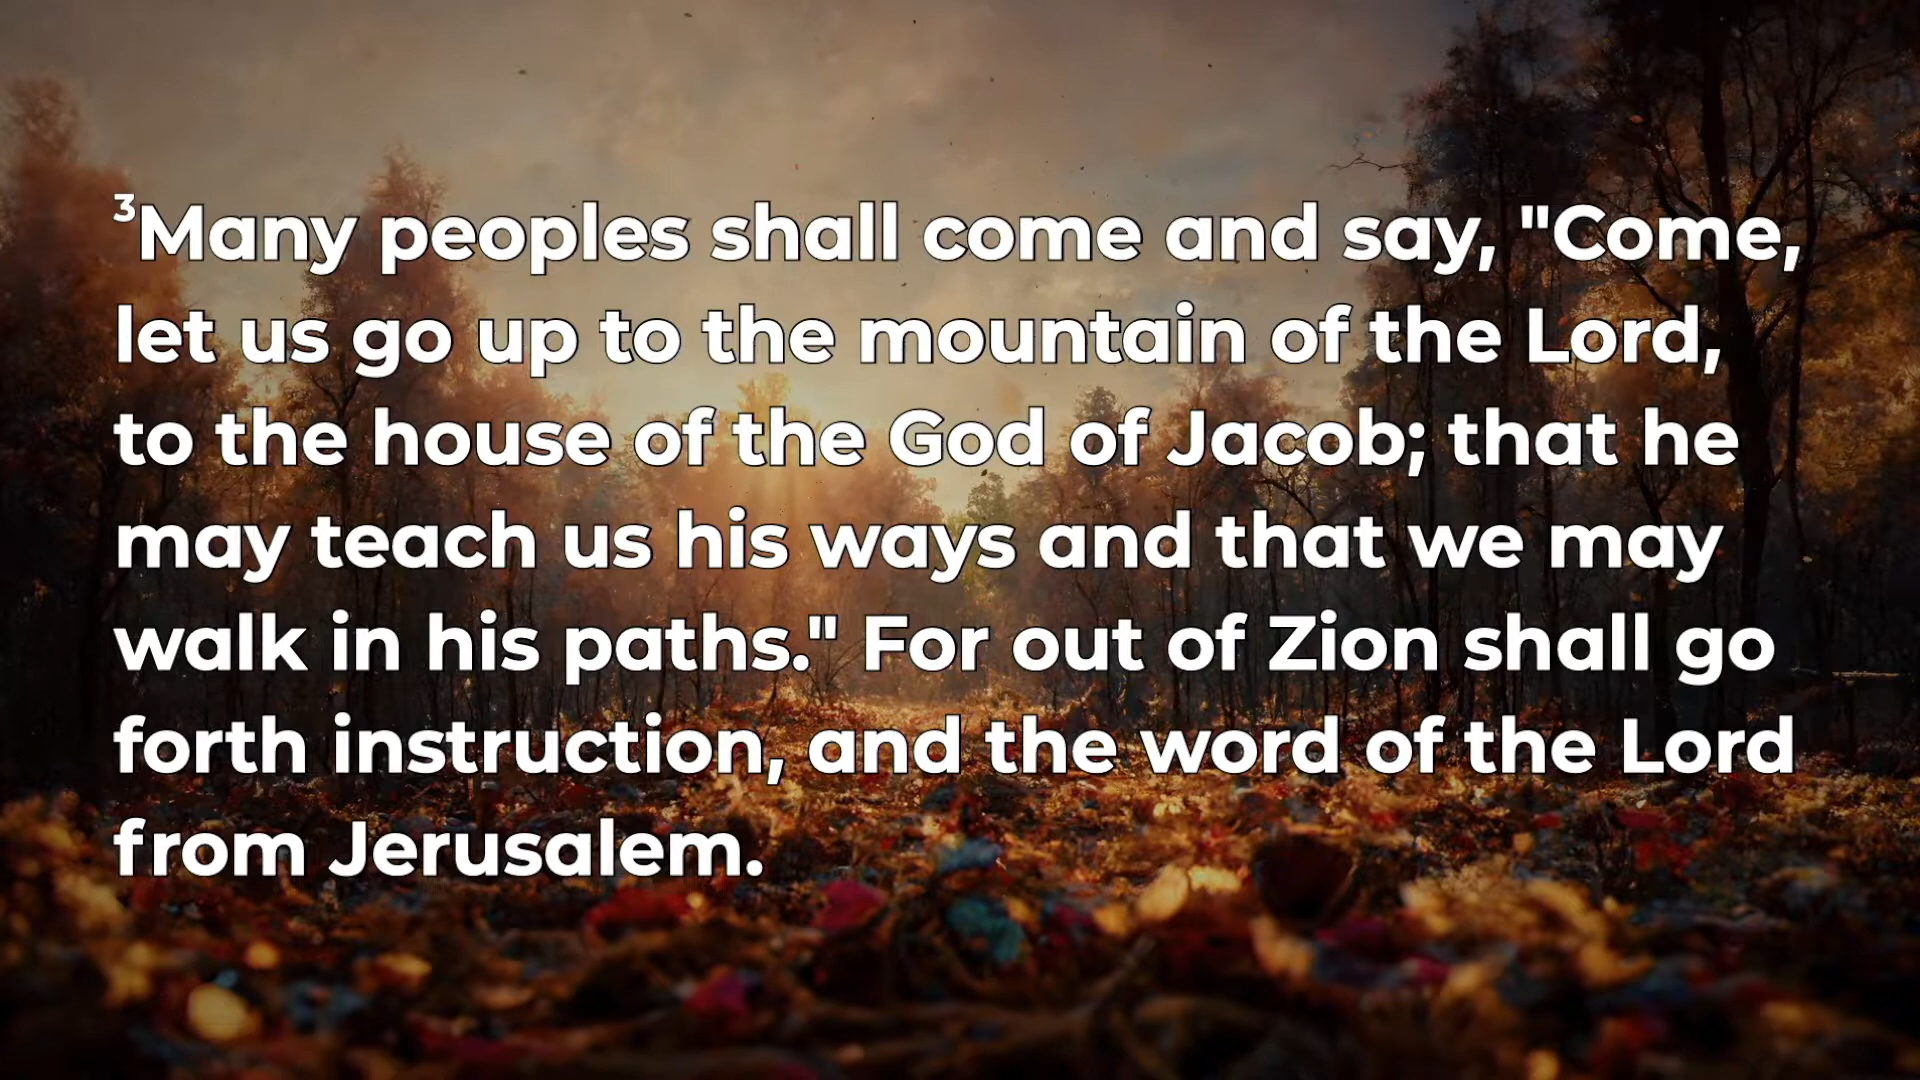 ³Many peoples shall come and say, "Come,
let us go up to the mountain of the Lord,
to the house of the God of Jacob; that he
may teach us his ways and that we may
walk in his paths." For out of Zion shall go
forth instruction, and the word of the Lord
from Jerusalem.